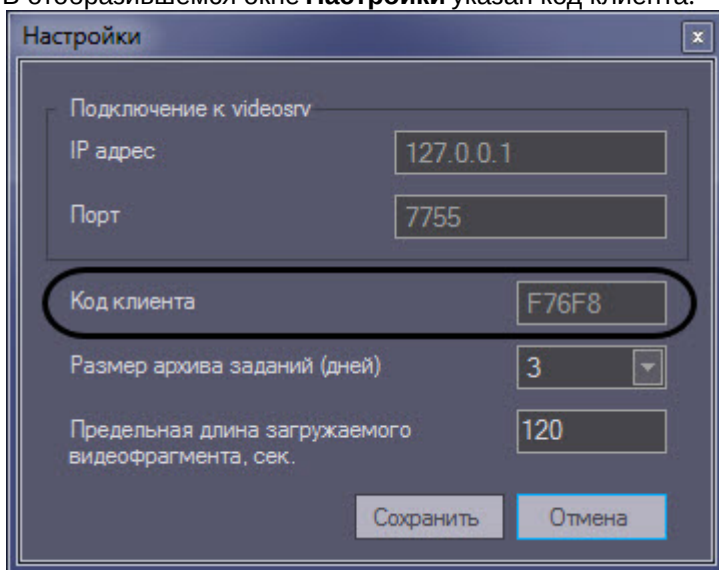 В отобразившемся окне Настройки указан код клиента.
Настройки
Подключение к videosrv
IP адрес 127.0.0.1
Порт 7755
Код клиента F76F8
Размер архива заданий (дней) 3
Предельная длина загружаемого 120
видеофрагмента, сек.
Сохранить Отмена